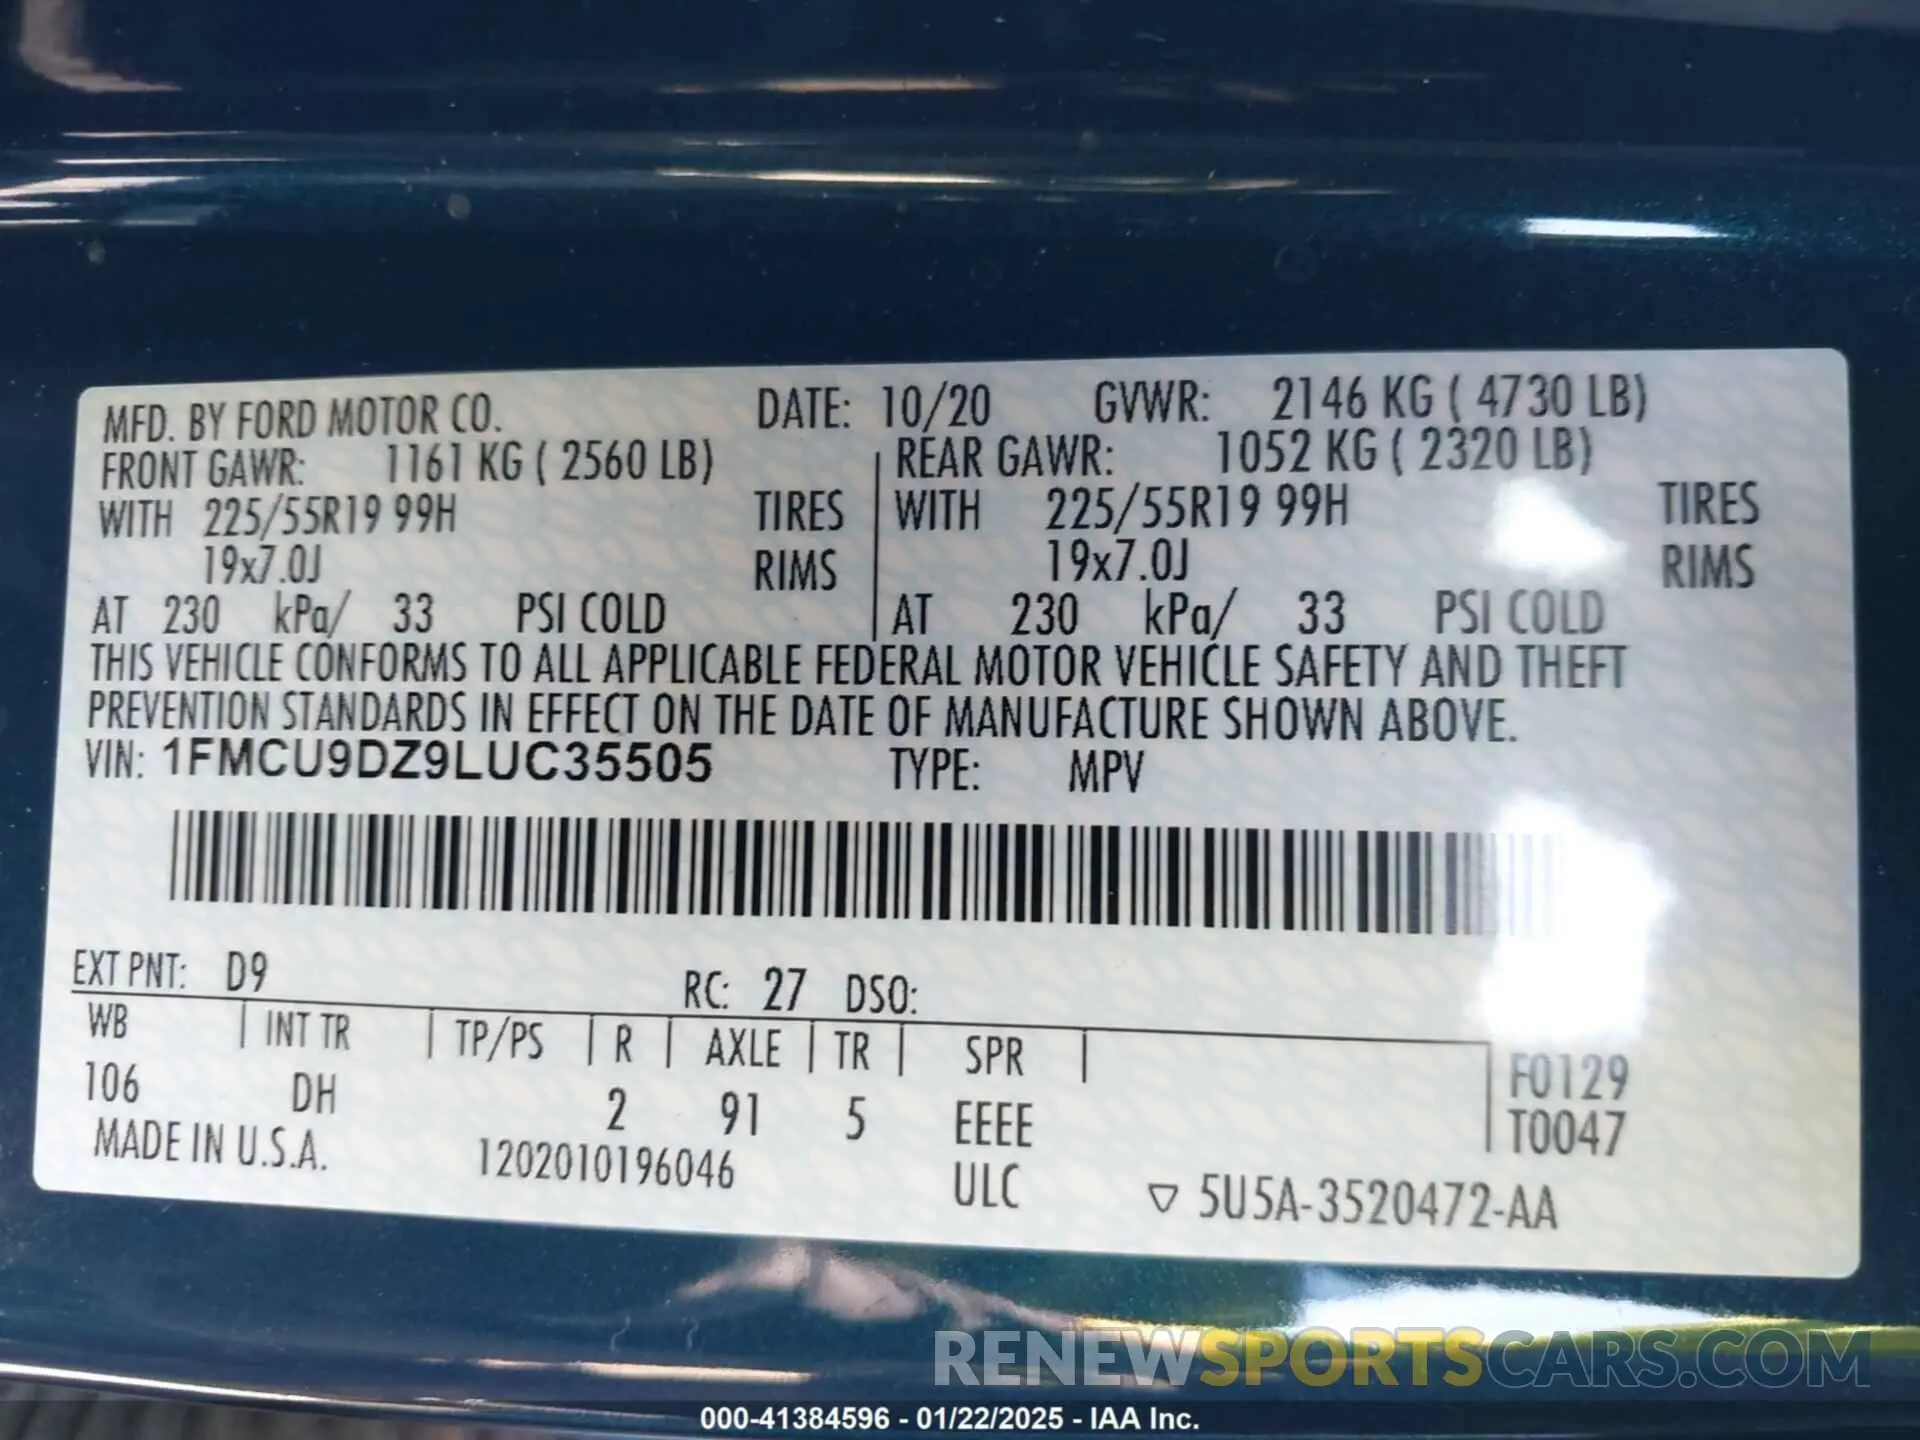 MFD. BY FORD MOTOR CO. DATE: 10/20 GVWR: 2146 KG ( 4730 LB)
FRONT GAWR: 1161 KG ( 2560 LB) REAR GAWR: 1052 KG ( 2320 LB)
WITH 225/55R19 99H TIRES WITH 225/55R19 99H TIRES
19x7.0J RIMS 19x7.0J RIMS
AT 230 kPa/ 33 PSI COLD AT 230 kPa/ 33 PSI COLD
THIS VEHICLE CONFORMS TO ALL APPLICABLE FEDERAL MOTOR VEHICLE SAFETY AND THEFT
PREVENTION STANDARDS IN EFFECT ON THE DATE OF MANUFACTURE SHOWN ABOVE.
VIN: 1FMCU9DZ9LUC35505 TYPE: MPV
EXT PNT: D9 RC: 27 DSO:
WB INT TR TP/PS R AXLE TR SPR F0129
106 DH 2 91 5 EEEE T0047
MADE IN U.S.A. 1202010196046 ULC ▽ 5U5A-3520472-AA
RENEWSPORTSCARS.COM
000-41384596 - 01/22/2025 - IAA Inc.